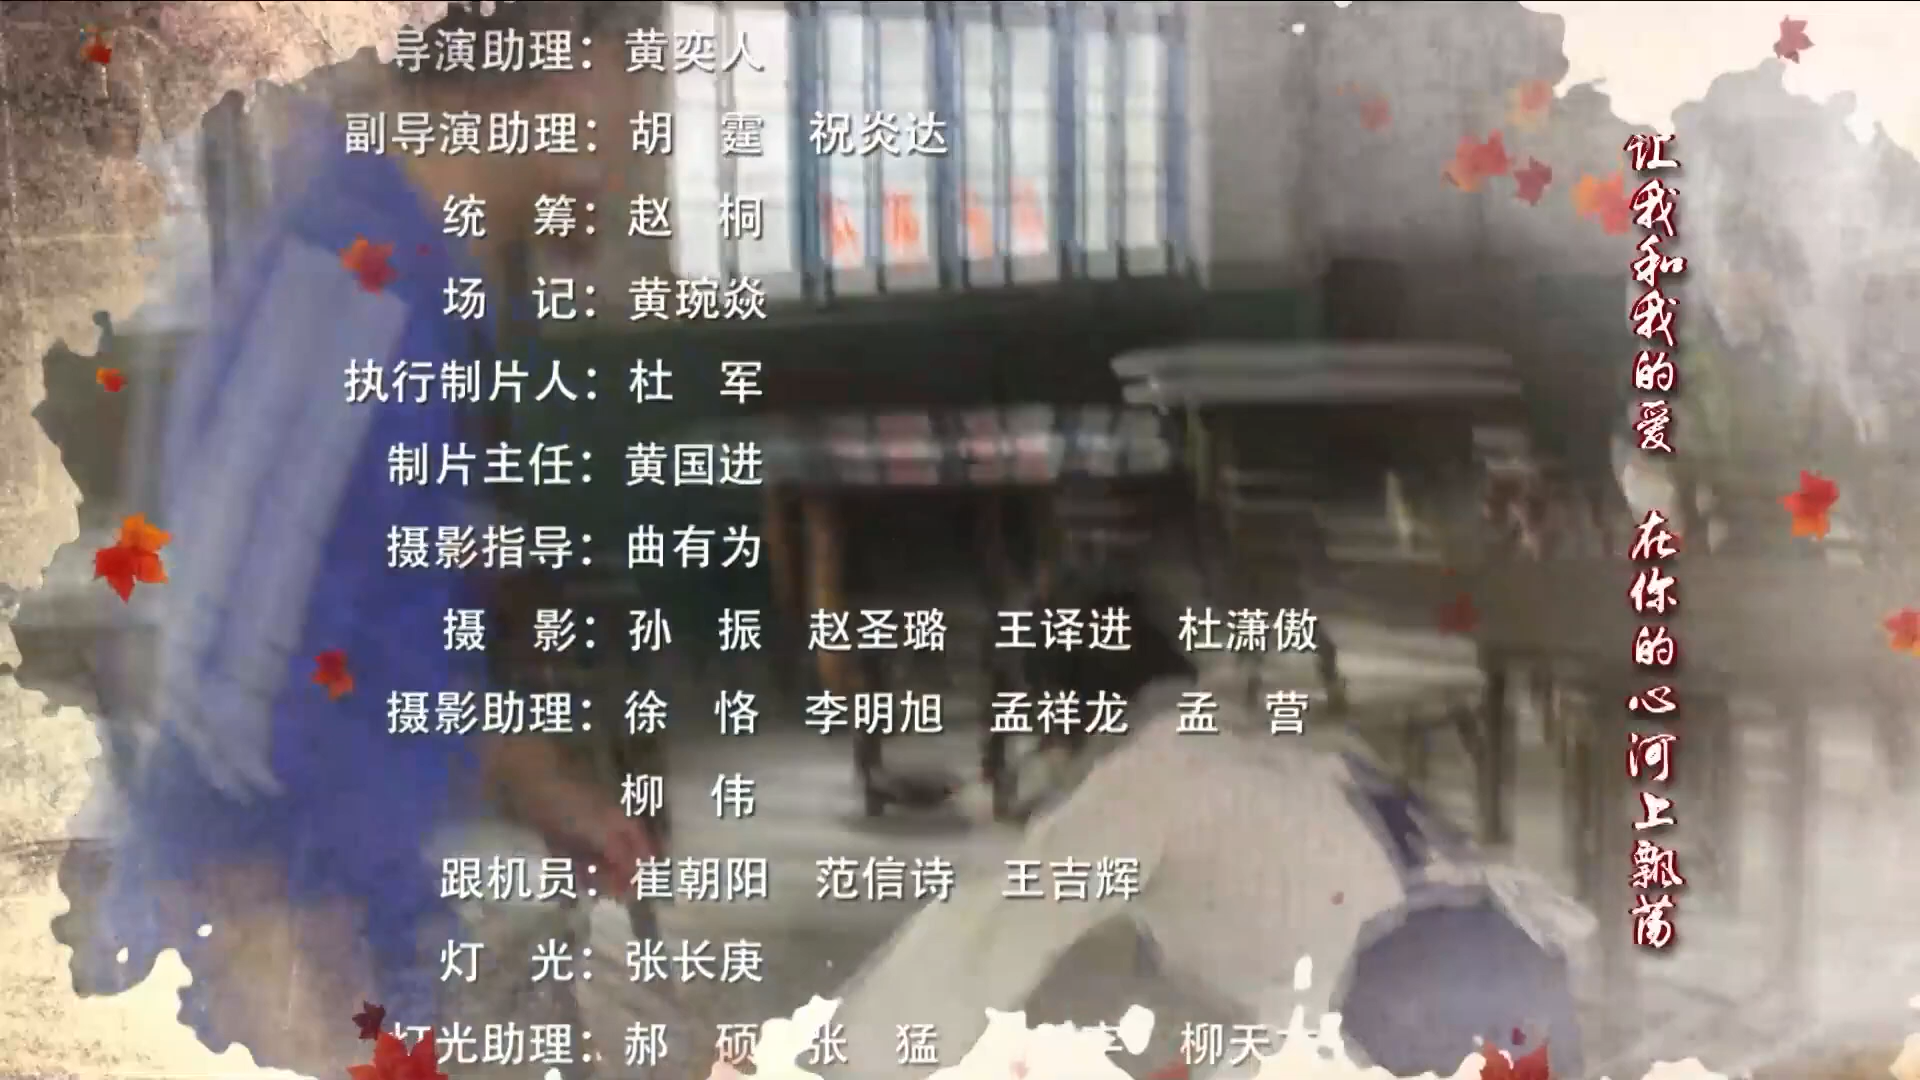 导演助理：黄奕人
副导演助理：胡　霆　祝炎达
统　筹：赵　桐
场　记：黄琬焱
执行制片人：杜　军
制片主任：黄国进
摄影指导：曲有为
摄　影：孙　振　赵圣璐　王译进　杜潇傲
摄影助理：徐　恪　李明旭　孟祥龙　孟　营
柳　伟
跟机员：崔朝阳　范信诗　王吉辉
灯　光：张长庚
灯光助理：郝　硕　张　猛　柳天
让我和我的爱　在你的心河上飘荡